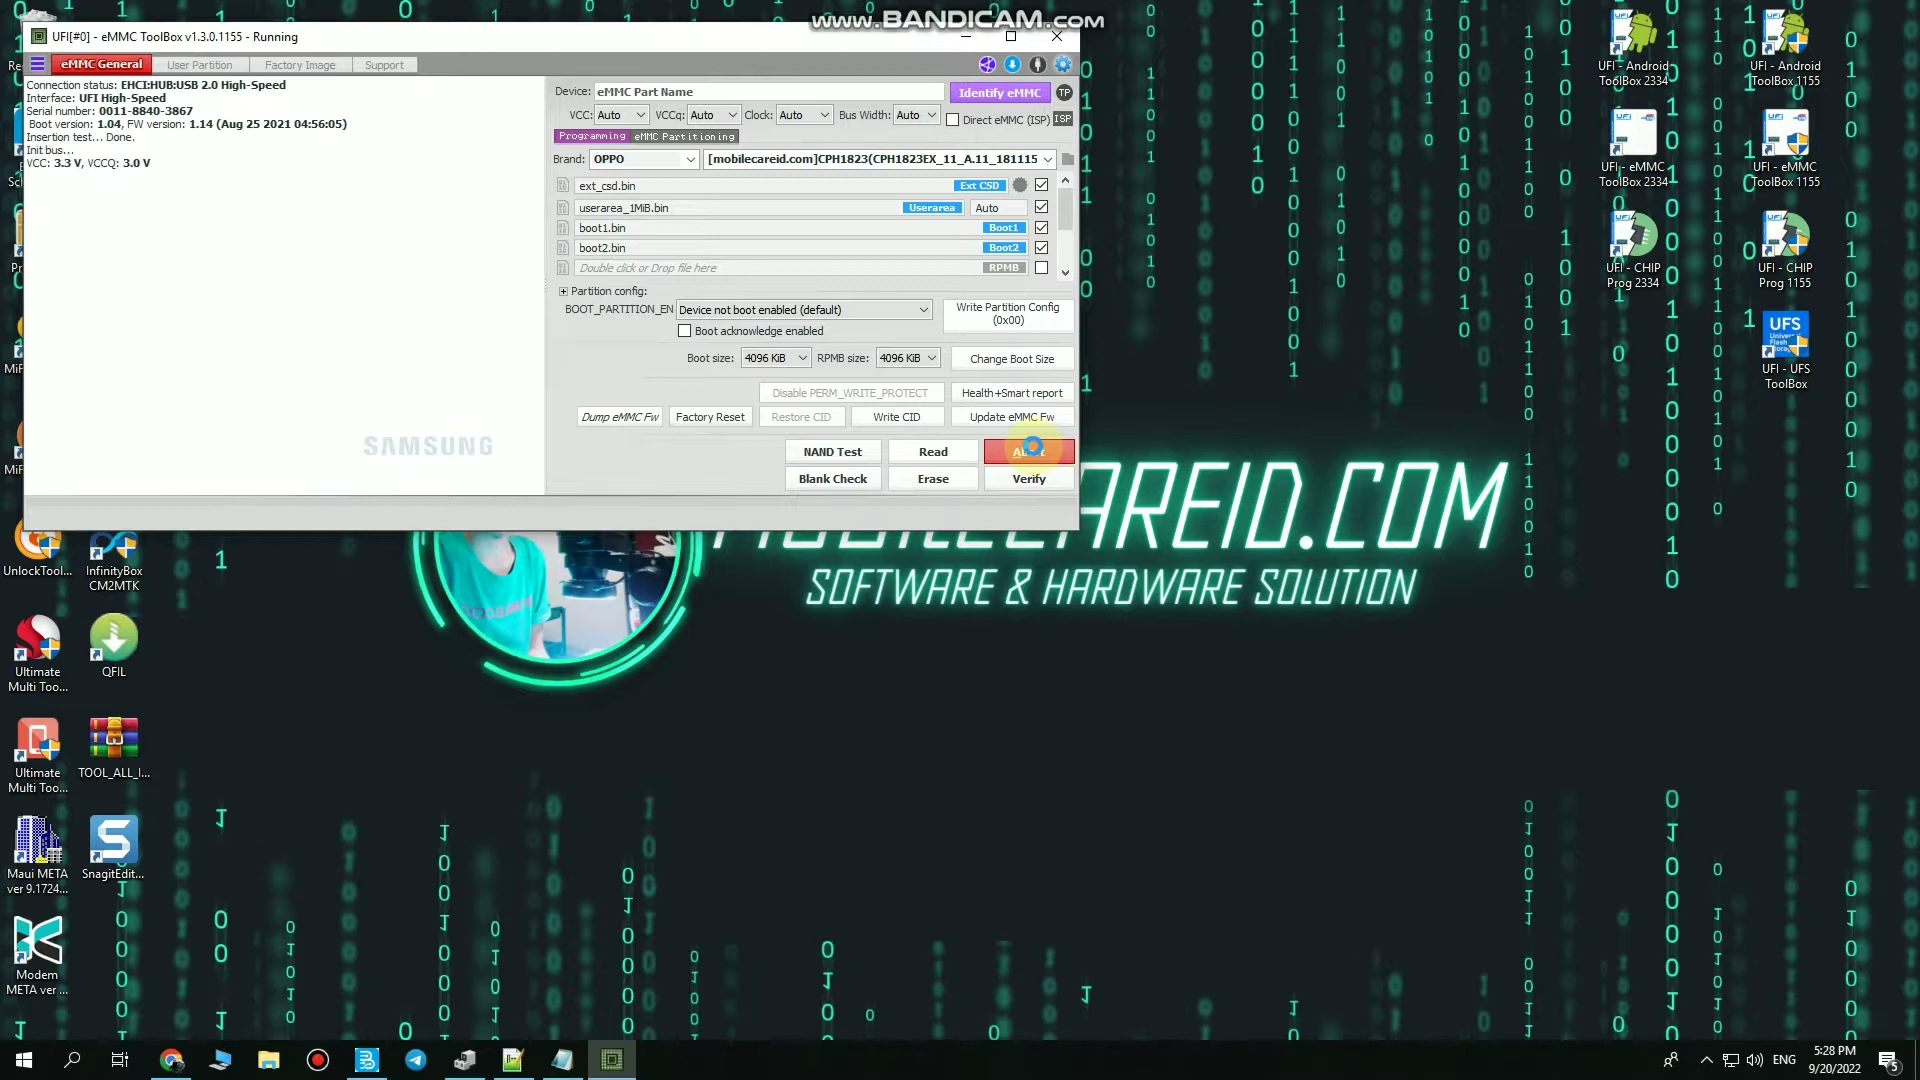 www.BANDICAM.com
UFI[#0] - eMMC ToolBox v1.3.0.1155 - Running
eMMC General
User Partition
Factory Image
Support
Connection status: EHCI:HUB:USB 2.0 High-Speed
Interface: UFI High-Speed
Serial number: 0011-8840-3867
Boot version: 1.04, FW version: 1.14 (Aug 25 2021 04:56:05)
Insertion test... Done.
Init bus...
VCC: 3.3 V, VCCQ: 3.0 V
SAMSUNG
Device: eMMC Part Name
Identify eMMC
TP
VCC: Auto VCCq: Auto Clock: Auto Bus Width: Auto
Direct eMMC (ISP)
ISP
Programming
eMMC Partitioning
Brand: OPPO
[mobilecareid.com]CPH1823(CPH1823EX_11_A.11_181115
ext_csd.bin Ext CSD
userarea_1MiB.bin Userarea Auto
boot1.bin Boot1
boot2.bin Boot2
Double click or Drop file here RPMB
Partition config:
BOOT_PARTITION_EN Device not boot enabled (default)
Write Partition Config
(0x00)
Boot acknowledge enabled
Boot size: 4096 KiB RPMB size: 4096 KiB
Change Boot Size
Disable PERM_WRITE_PROTECT
Health+Smart report
Dump eMMC Fw
Factory Reset
Restore CID
Write CID
Update eMMC Fw
NAND Test
Read
Blank Check
Erase
Verify
SOFTWARE & HARDWARE SOLUTION
UFI - Android
ToolBox 2334
UFI - Android
ToolBox 1155
UFI - eMMC
ToolBox 2334
UFI - eMMC
ToolBox 1155
UFI - CHIP
Prog 2334
UFI - CHIP
Prog 1155
UFS
UFI - UFS
ToolBox
UnlockTool...
InfinityBox
CM2MTK
Ultimate
Multi Too...
QFIL
Ultimate
Multi Too...
TOOL_ALL_I...
Maui META
ver 9.1724...
SnagitEdit...
Modem
META ver ...
ENG
5:28 PM
9/20/2022
5